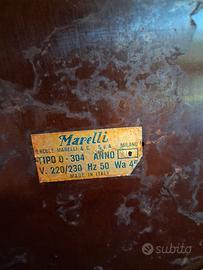 Marelli
ERCOLE MARELLI & C. S.p.A. MILANO
TIPO O-304 ANNO
V. 220/230 Hz 50 Wa 45
MADE IN ITALY
subito